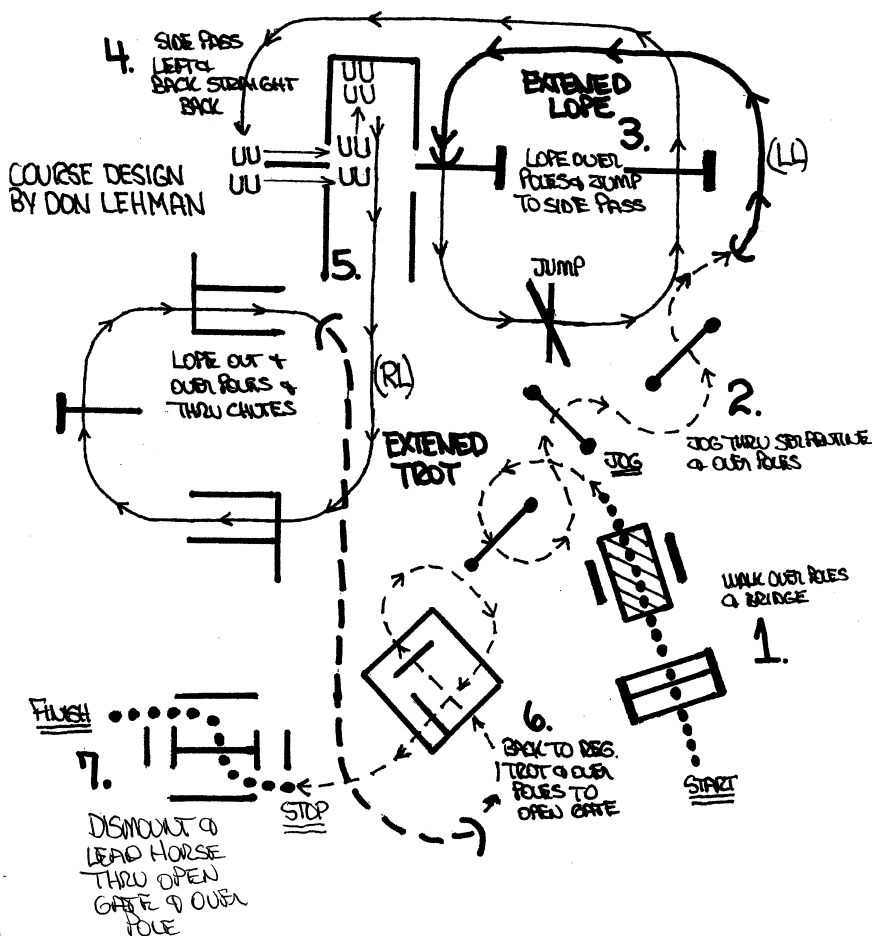 4. SIDE PASS
LEFT &
BACK STRAIGHT
BACK
UU
UU
UU
UU
UU
UU
COURSE DESIGN
BY DON LEHMAN
EXTENED
LOPE
3.
LOPE OVER
POLES & JUMP
TO SIDE PASS
(LL)
JUMP
5.
LOPE OUT &
OVER POLES &
THRU CHUTES
(RL)
EXTENED
TROT
2.
JOG THRU SERPENTINE
& OVER POLES
JOG
WALK OVER POLES
& BRIDGE
1.
START
6.
BACK TO REG.
TROT & OVER
POLES TO
OPEN GATE
FINISH
7.
STOP
DISMOUNT &
LEAD HORSE
THRU OPEN
GATE & OVER
POLE